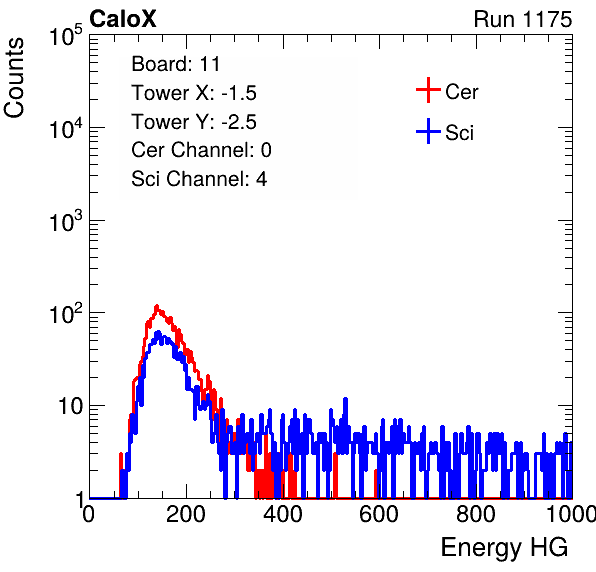 CaloX Run 1175
Counts
10^5
10^4
10^3
10^2
10
1
Board: 11
Tower X: -1.5
Tower Y: -2.5
Cer Channel: 0
Sci Channel: 4
Cer
Sci
0 200 400 600 800 1000
Energy HG